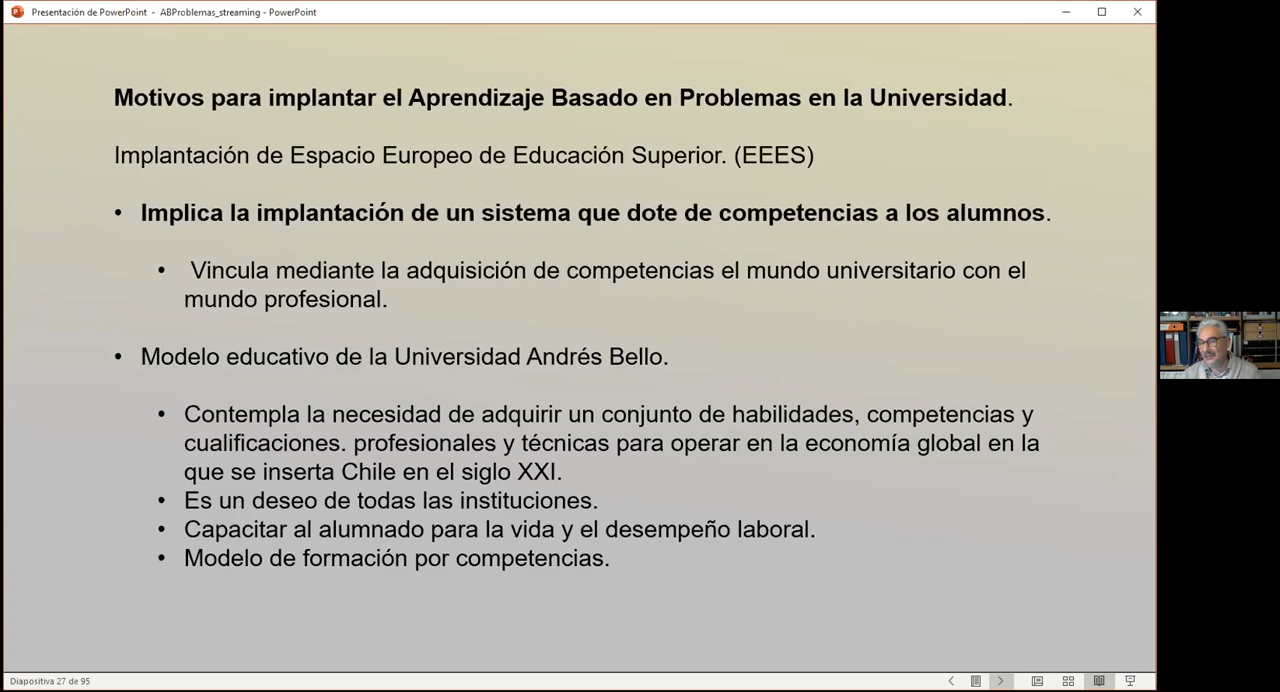 Presentación de PowerPoint - ABProblemas_streaming - PowerPoint
Motivos para implantar el Aprendizaje Basado en Problemas en la Universidad.
Implantación de Espacio Europeo de Educación Superior. (EEES)
• Implica la implantación de un sistema que dote de competencias a los alumnos.
• Vincula mediante la adquisición de competencias el mundo universitario con el
mundo profesional.
• Modelo educativo de la Universidad Andrés Bello.
• Contempla la necesidad de adquirir un conjunto de habilidades, competencias y
cualificaciones. profesionales y técnicas para operar en la economía global en la
que se inserta Chile en el siglo XXI.
• Es un deseo de todas las instituciones.
• Capacitar al alumnado para la vida y el desempeño laboral.
• Modelo de formación por competencias.
Diapositiva 27 de 95